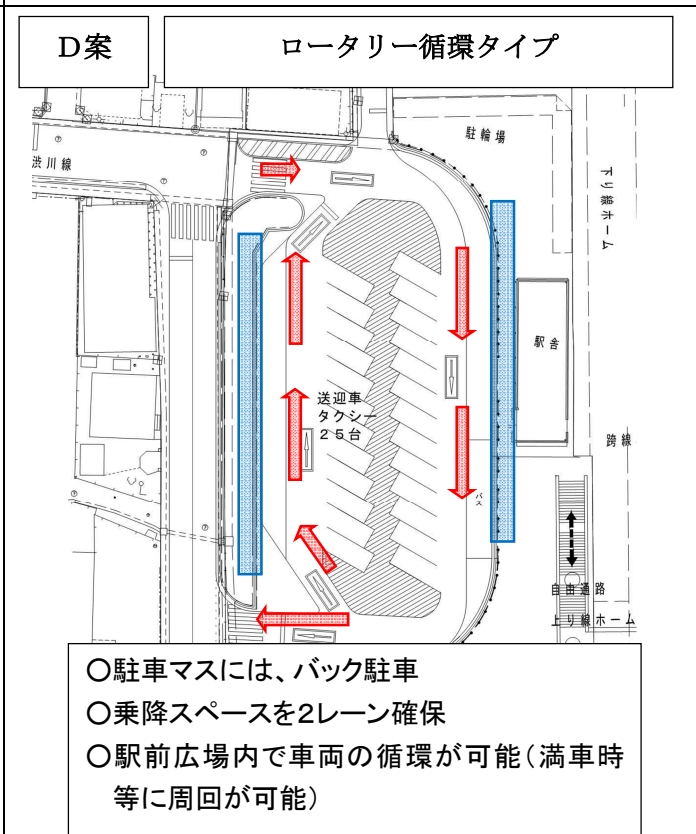 D案
ロータリー循環タイプ
渋川線
駐輪場
下り線ホーム
駅舎
送迎車
タクシー
25台
跨線
バス
自由通路
上り線ホーム
〇駐車マスには、バック駐車
〇乗降スペースを2レーン確保
〇駅前広場内で車両の循環が可能(満車時
等に周回が可能)